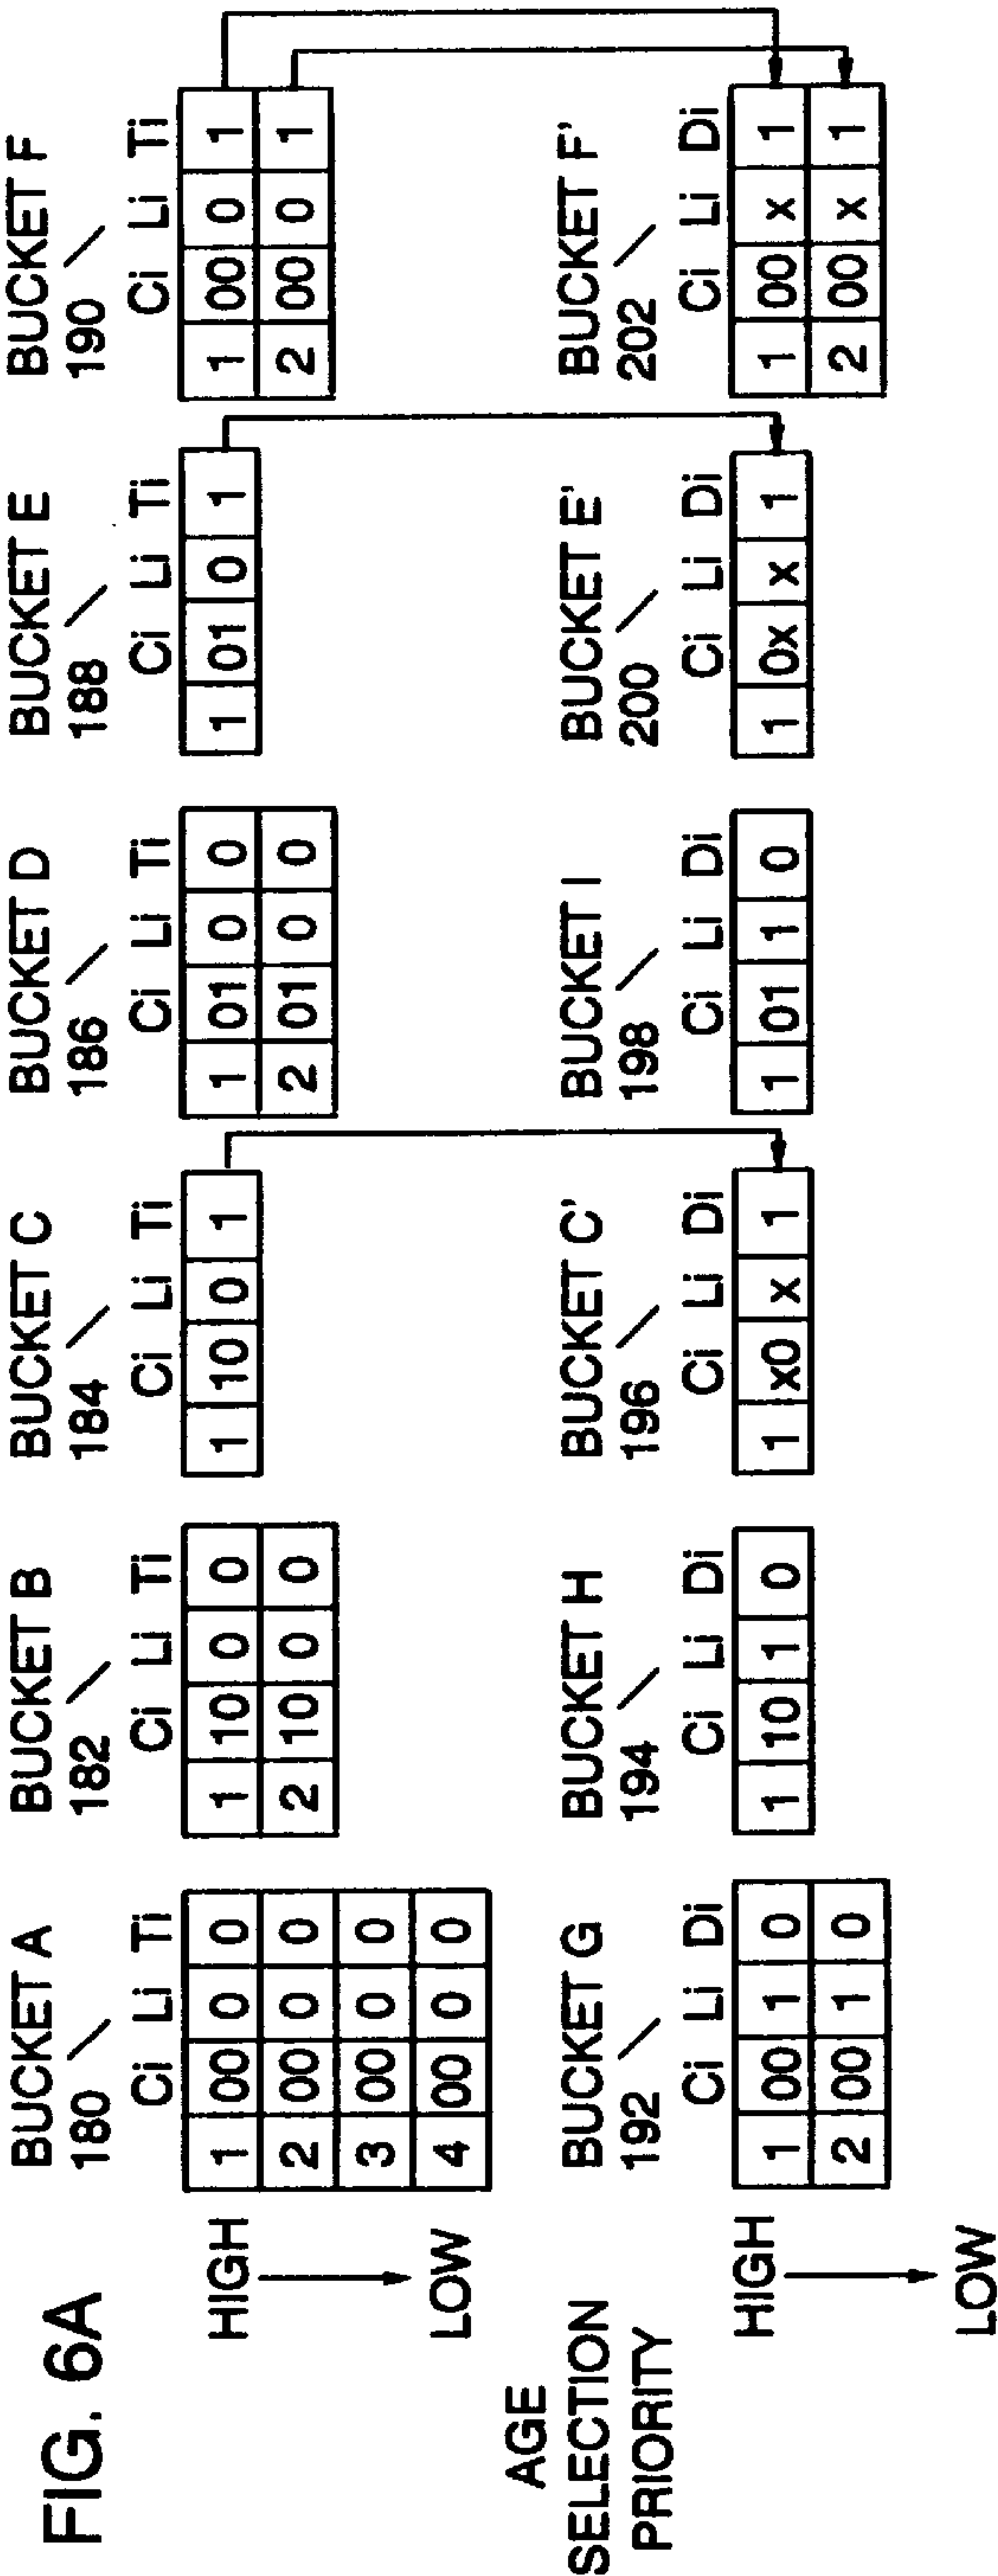 FIG. 6A
BUCKET A
180
Ci Li Ti
1 00 0 0
2 00 0 0
3 00 0 0
4 00 0 0
BUCKET B
182
Ci Li Ti
1 10 0 0
2 10 0 0
BUCKET C
184
Ci Li Ti
1 10 0 1
BUCKET D
186
Ci Li Ti
1 01 0 0
2 01 0 0
BUCKET E
188
Ci Li Ti
1 01 0 1
BUCKET F
190
Ci Li Ti
1 00 0 1
2 00 0 1
HIGH
LOW
AGE
SELECTION
PRIORITY
HIGH
LOW
BUCKET G
192
Ci Li Di
1 00 1 0
2 00 1 0
BUCKET H
194
Ci Li Di
1 10 1 0
BUCKET C'
196
Ci Li Di
1 x0 x 1
BUCKET I
198
Ci Li Di
1 01 1 0
BUCKET E'
200
Ci Li Di
1 0x x 1
BUCKET F'
202
Ci Li Di
1 00 x 1
2 00 x 1